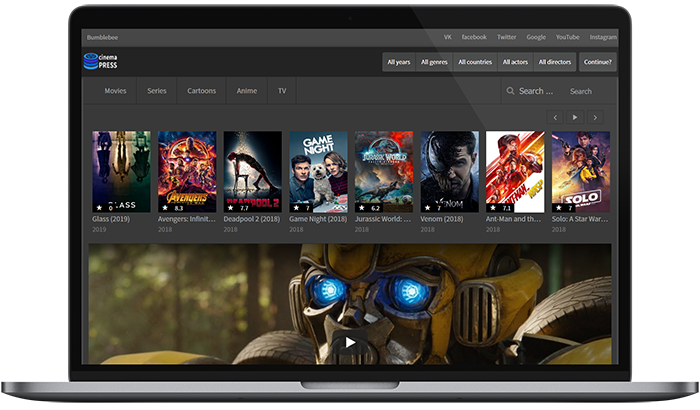 Bumblebee VK facebook Twitter Google YouTube Instagram
cinema
PRESS
All years All genres All countries All actors All directors Continue?
Movies Series Cartoons Anime TV Search ... Search
GLASS AVENGERS DEADPOOL 2 GAME NIGHT JURASSIC WORLD VENOM ANT-MAN SOLO
★ 0 ★ 8.3 ★ 7.7 ★ 7 ★ 6.2 ★ 7 ★ 7.1 ★ 7
Glass (2019) Avengers: Infinit... Deadpool 2 (2018) Game Night (2018) Jurassic World: ... Venom (2018) Ant-Man and th... Solo: A Star War...
2019 2018 2018 2018 2018 2018 2018 2018